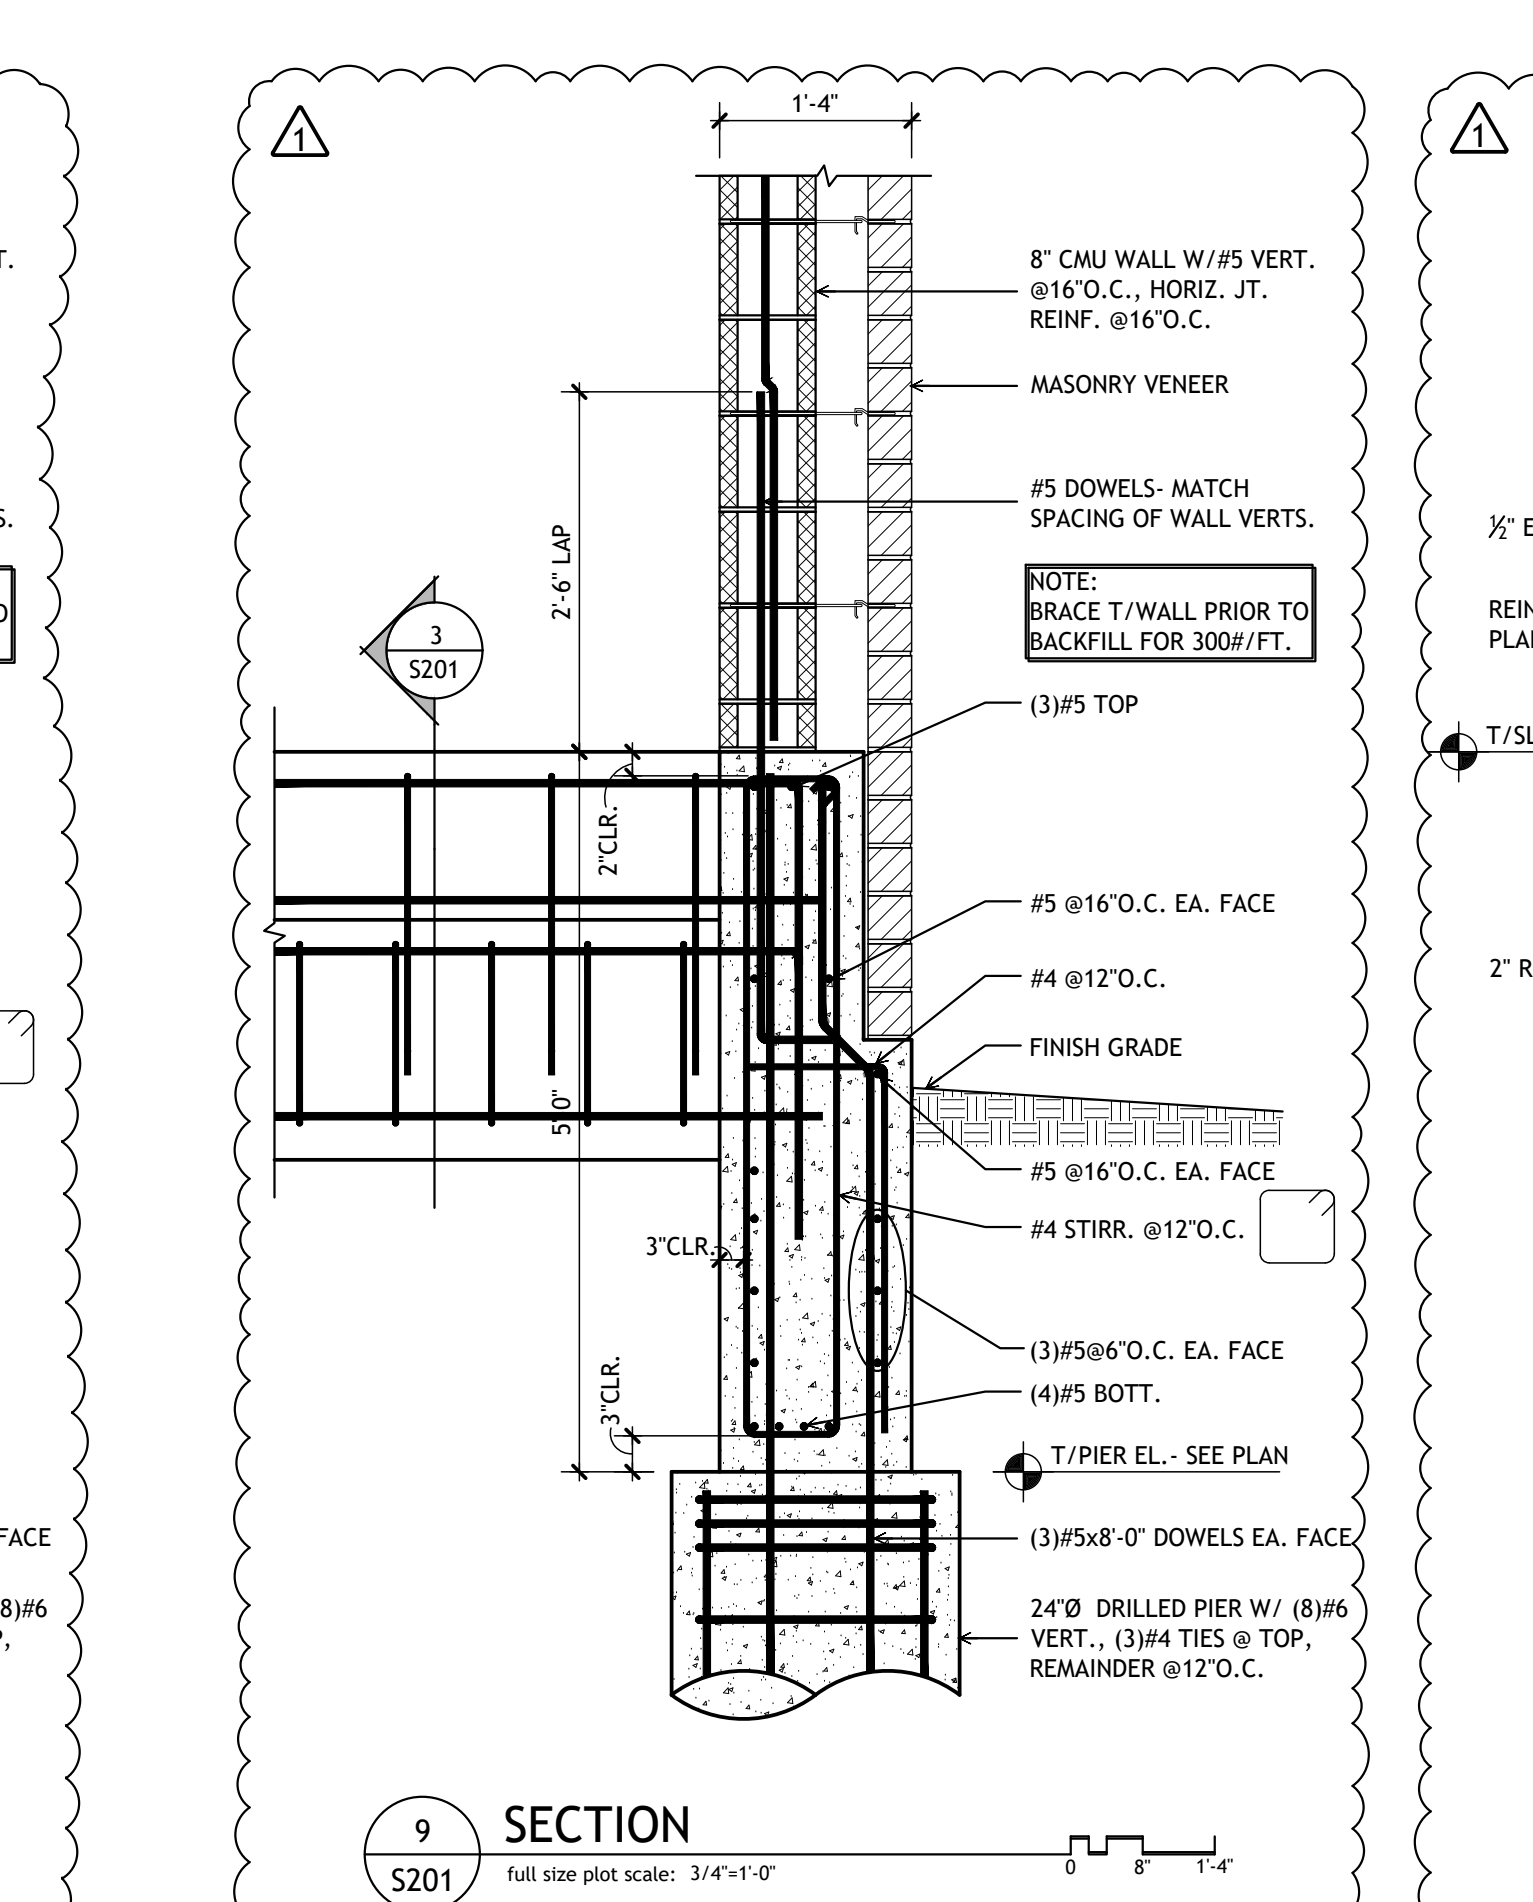 1
1'-4"
1
T.
8" CMU WALL W/#5 VERT.
@16"O.C., HORIZ. JT.
REINF. @16"O.C.
MASONRY VENEER
#5 DOWELS- MATCH
SPACING OF WALL VERTS.
S.
½" E
2'-6" LAP
NOTE:
BRACE T/WALL PRIOR TO
BACKFILL FOR 300#/FT.
3
S201
(3)#5 TOP
T/SL
2"CLR.
#5 @16"O.C. EA. FACE
#4 @12"O.C.
2" R
FINISH GRADE
5'0"
#5 @16"O.C. EA. FACE
#4 STIRR. @12"O.C.
3"CLR.
(3)#5@6"O.C. EA. FACE
3"CLR.
(4)#5 BOTT.
T/PIER EL.- SEE PLAN
FACE
(3)#5x8'-0" DOWELS EA. FACE
8)#6
24"Ø DRILLED PIER W/ (8)#6
VERT., (3)#4 TIES @ TOP,
REMAINDER @12"O.C.
9
S201
SECTION
full size plot scale: 3/4"=1'-0"
0 8" 1'-4"